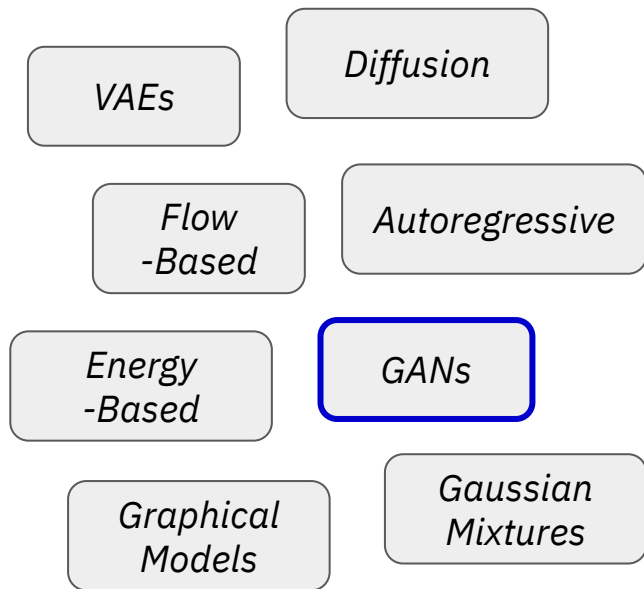 VAEs
Diffusion
Flow
-Based
Autoregressive
Energy
-Based
GANs
Graphical
Models
Gaussian
Mixtures